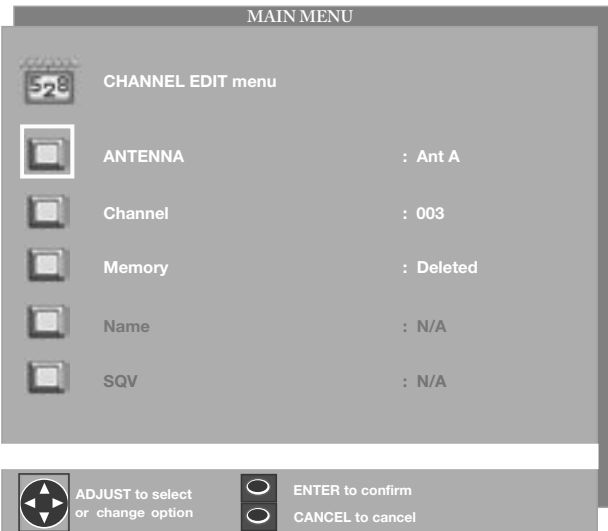 MAIN MENU
528
CHANNEL EDIT menu
ANTENNA : Ant A
Channel : 003
Memory : Deleted
Name : N/A
SQV : N/A
ADJUST to select
or change option
ENTER to confirm
CANCEL to cancel